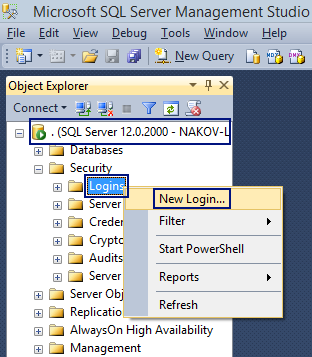 Microsoft SQL Server Management Studio
File Edit View Debug Tools Window Help
New Query
Object Explorer
Connect
. (SQL Server 12.0.2000 - NAKOV-L
Databases
Security
Logins
New Login...
Server
Filter
Creden
Crypto
Start PowerShell
Audits
Server
Reports
Server Obj
Replication
Refresh
AlwaysOn High Availability
Management